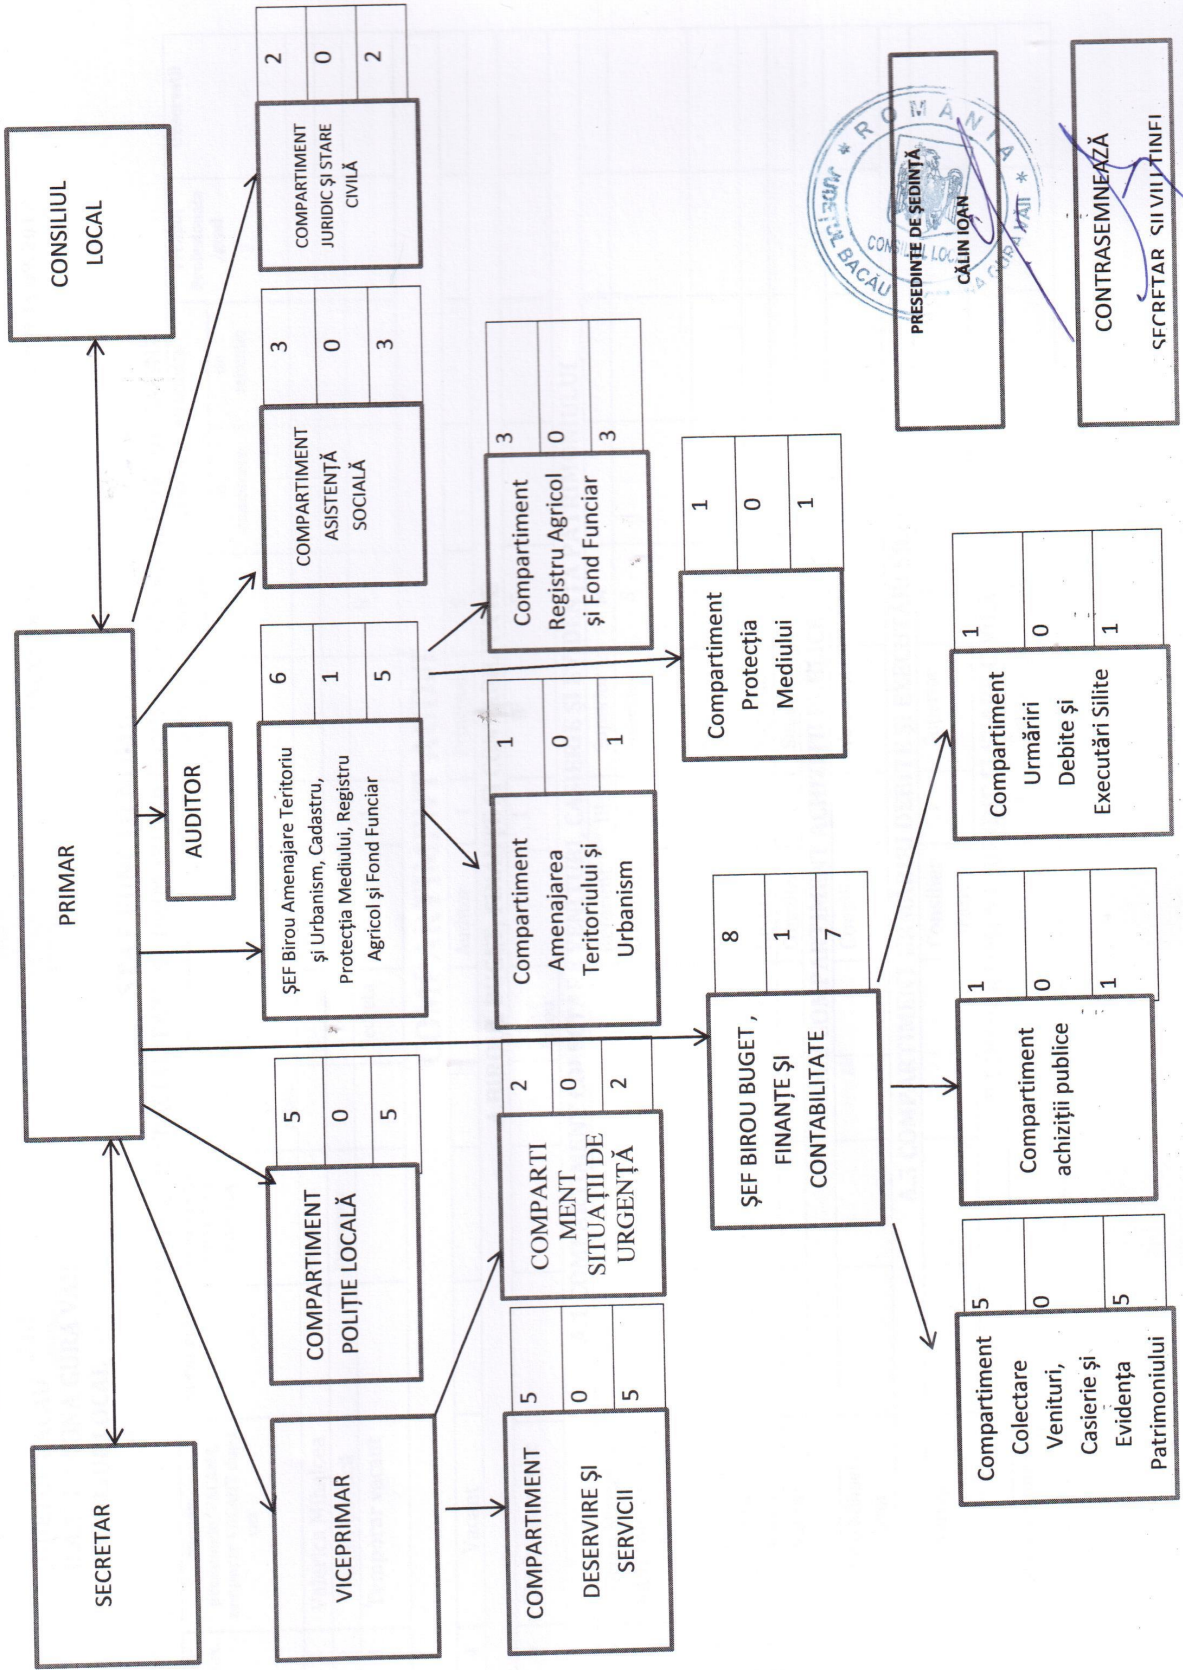 CONSILIUL
LOCAL
PRIMAR
SECRETAR
AUDITOR
COMPARTIMENT
JURIDIC ȘI STARE
CIVILĂ
2
0
2
COMPARTIMENT
ASISTENȚĂ
SOCIALĂ
3
0
3
ȘEF Birou Amenajare Teritoriu
și Urbanism, Cadastru,
Protecția Mediului, Registru
Agricol și Fond Funciar
6
1
5
COMPARTIMENT
POLIȚIE LOCALĂ
5
0
5
VICEPRIMAR
COMPARTIMENT
DESERVIRE ȘI
SERVICII
5
0
5
COMPARTI
MENT
SITUAȚII DE
URGENȚĂ
2
0
2
Compartiment
Amenajarea
Teritoriului și
Urbanism
1
0
1
Compartiment
Registru Agricol
și Fond Funciar
3
0
3
Compartiment
Protecția
Mediului
1
0
1
ȘEF BIROU BUGET ,
FINANȚE ȘI
CONTABILITATE
8
1
7
Compartiment
Colectare
Venituri,
Casierie și
Evidența
Patrimoniului
5
0
5
Compartiment
achiziții publice
1
0
1
Compartiment
Urmăriri
Debite și
Executări Silite
1
0
1
PRESEDINTE DE ȘEDINȚĂ
CĂLIN IOAN
* ROMÂNIA *
JUDEȚUL BACĂU
CONSILIUL LOCAL
GURA VĂII
CONTRASEMNEAZĂ
SECRETAR